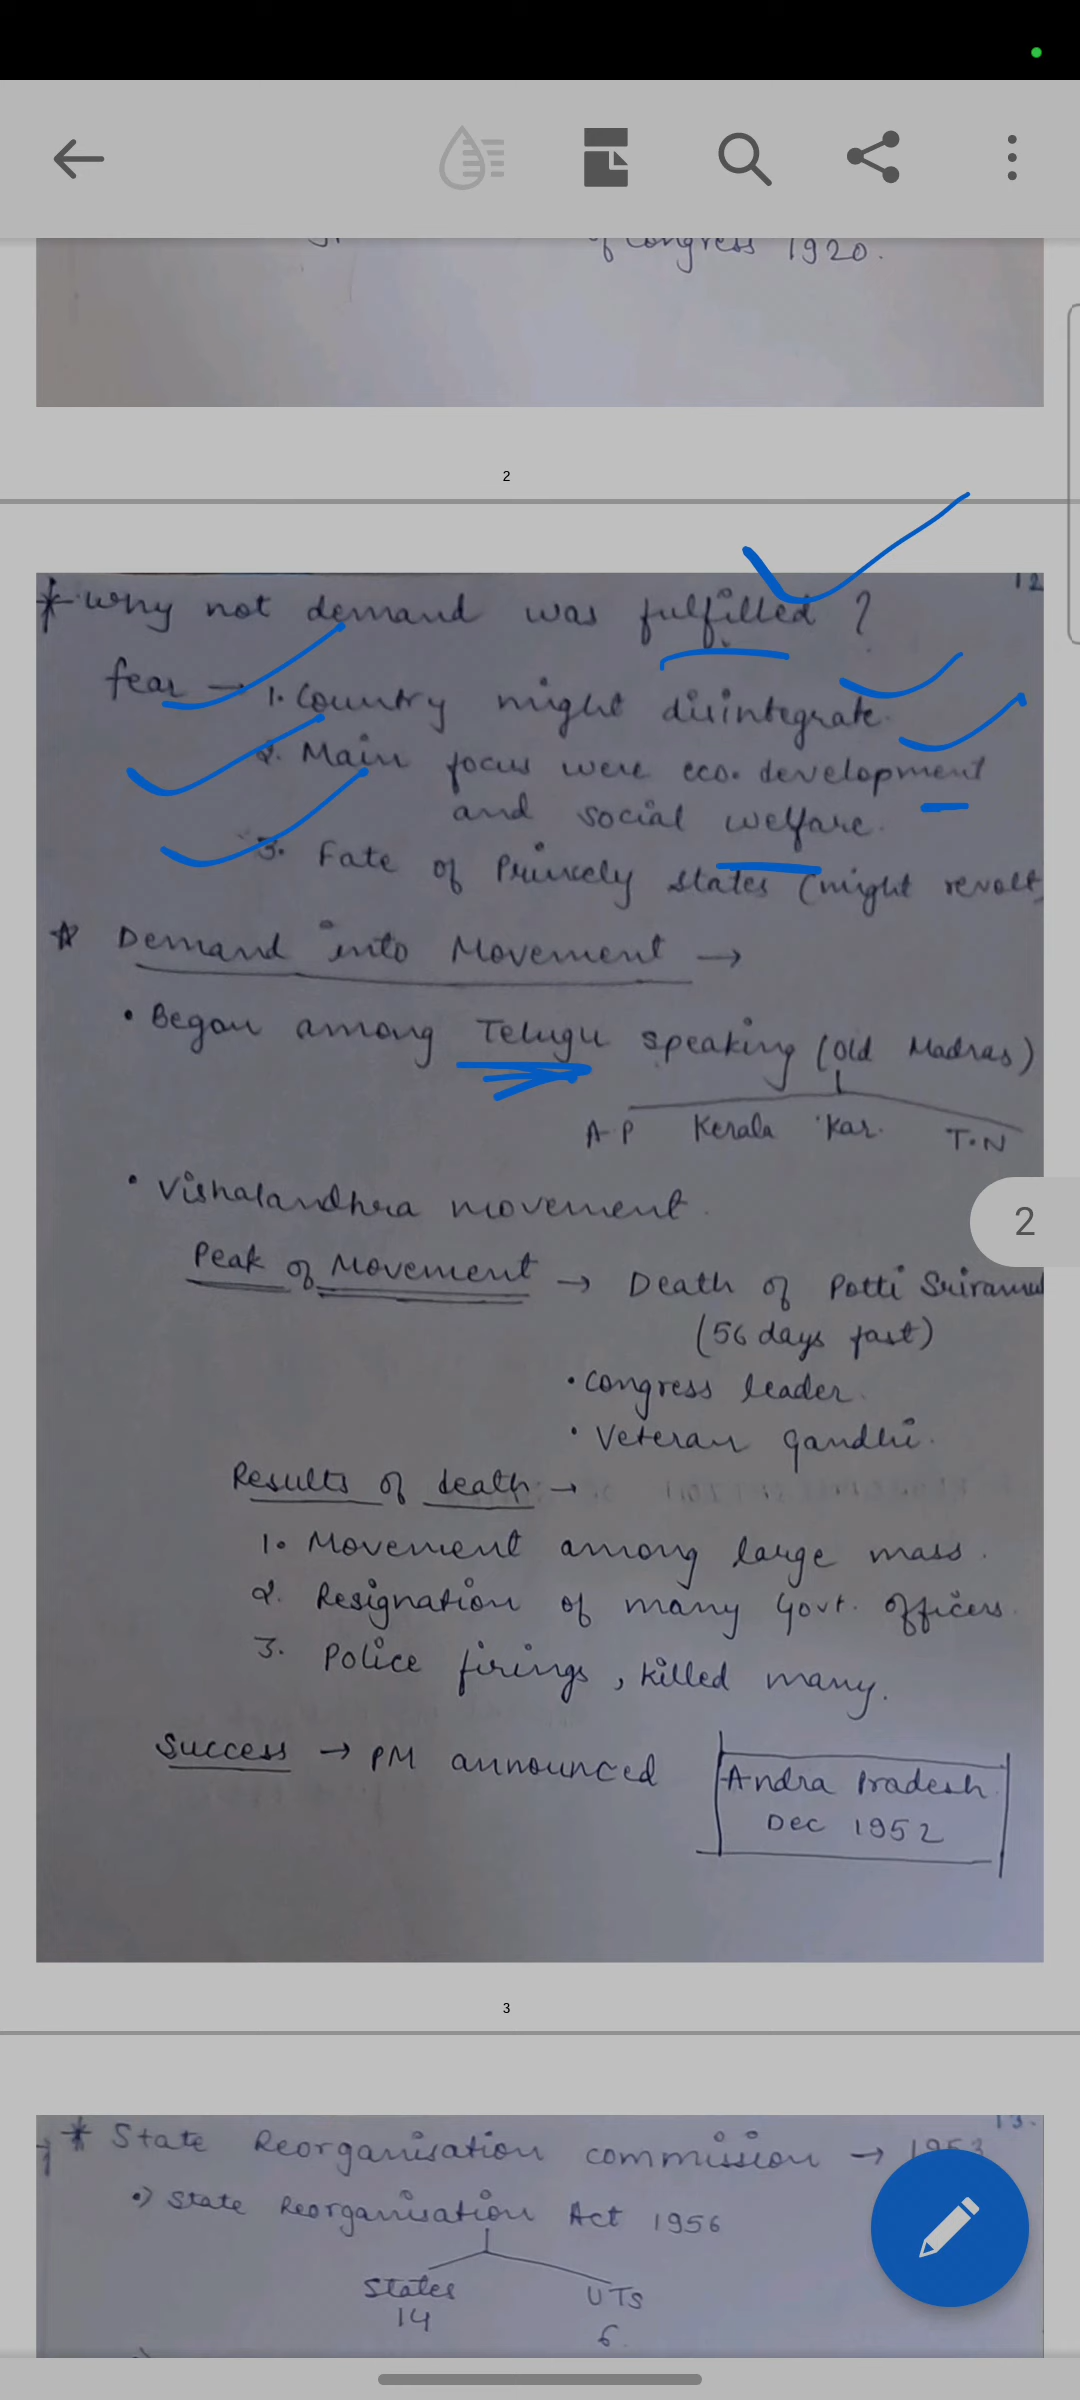 of Congress 1920.
2
12
* Why not demand was fulfilled ?
fear → 1. Country might disintegrate.
2. Main focus were eco. development
and social welfare.
3. Fate of Princely states (might revolt)
* Demand into Movement →
• Began among Telugu speaking (Old Madras)
A.P Kerala Kar. T.N
• Vishalandhra movement.
2
Peak of Movement → Death of Potti Sriramul
(56 days fast)
• Congress leader.
• Veteran gandhi.
Results of death →
1. Movement among large mass.
2. Resignation of many Govt. officers.
3. Police firings, killed many.
Success → PM announced Andra Pradesh
Dec 1952
3
13.
* State Reorganisation commission → 1953
•) State Reorganisation Act 1956
States UTs
14 6.